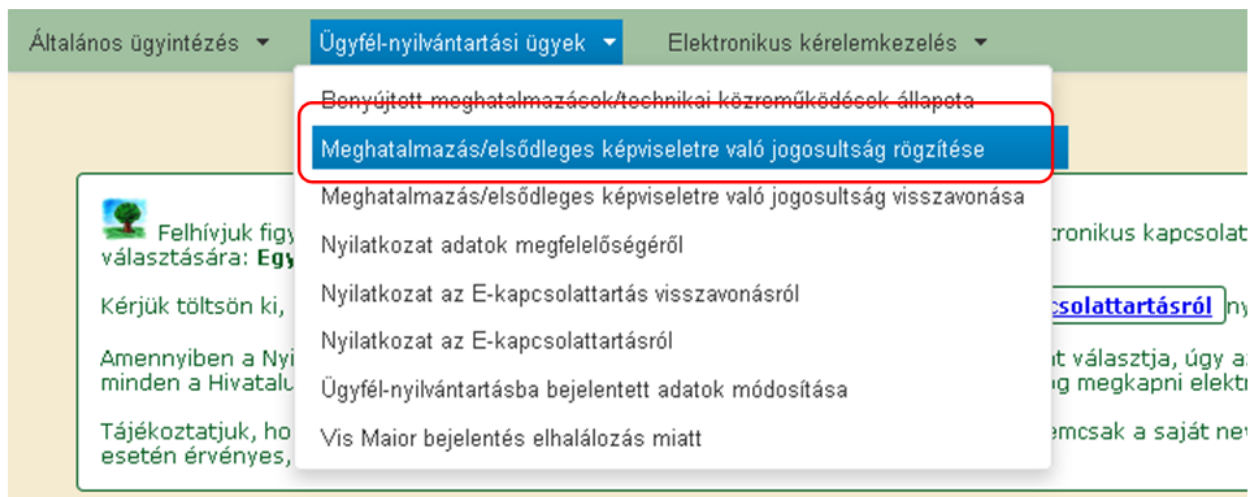 Általános ügyintézés
Ügyfél-nyilvántartási ügyek
Elektronikus kérelemkezelés
Benyújtott meghatalmazások/technikai közreműködések állapota
Meghatalmazás/elsődleges képviseletre való jogosultság rögzítése
Meghatalmazás/elsődleges képviseletre való jogosultság visszavonása
Nyilatkozat adatok megfelelőségéről
Nyilatkozat az E-kapcsolattartás visszavonásról
Nyilatkozat az E-kapcsolattartásról
Ügyfél-nyilvántartásba bejelentett adatok módosítása
Vis Maior bejelentés elhalálozás miatt
Felhívjuk figy
tronikus kapcsolat
választására: Egy
Kérjük töltsön ki,
csolattartásról ny
Amennyiben a Nyi
t választja, úgy a
minden a Hivatalu
g megkapni elektr
Tájékoztatjuk, ho
emcsak a saját nev
esetén érvényes,